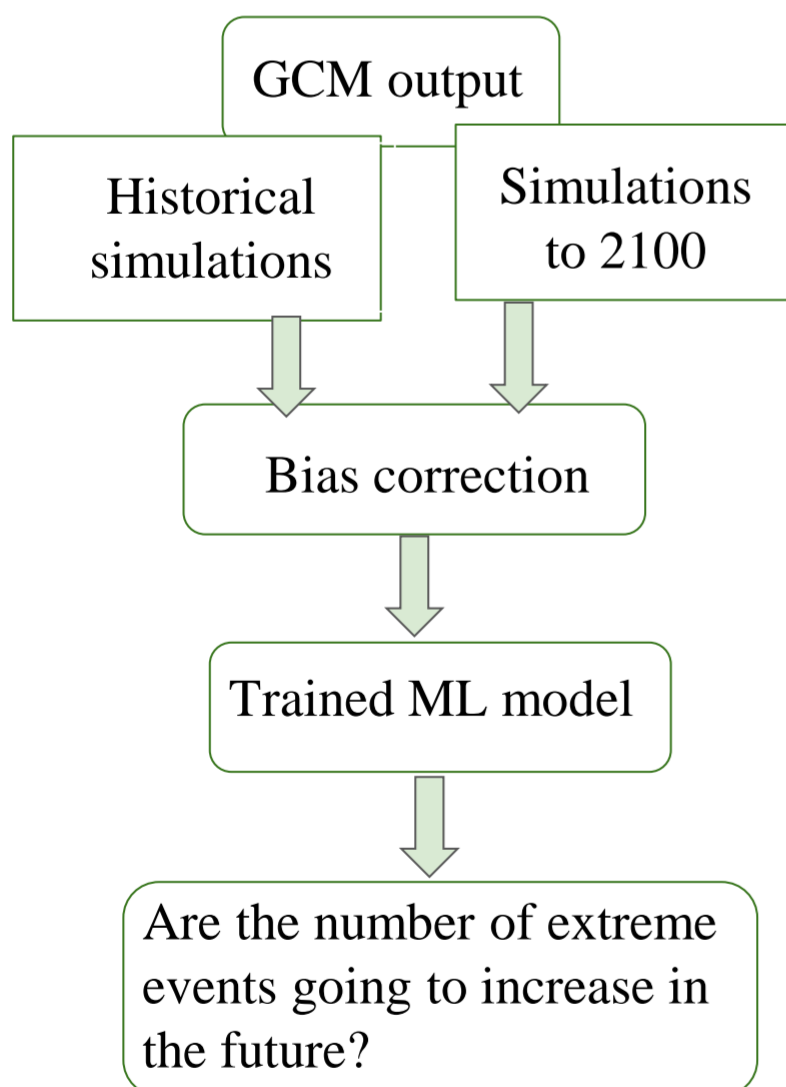 GCM output
Historical
simulations
Simulations
to 2100
Bias correction
Trained ML model
Are the number of extreme
events going to increase in
the future?